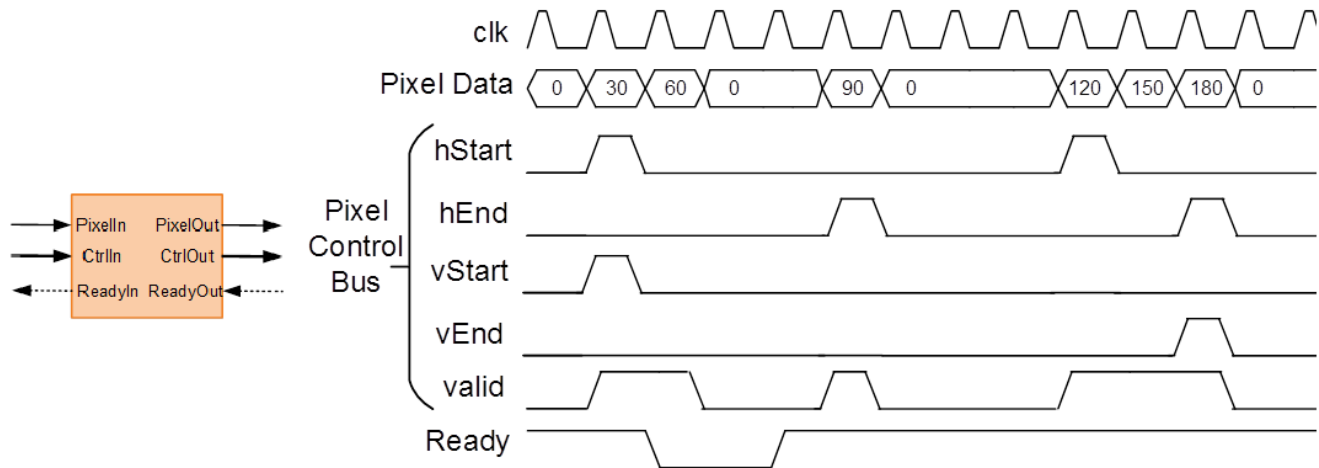 clk
Pixel Data
0 30 60 0 90 0 120 150 180 0
hStart
hEnd
Pixel
Control
Bus
vStart
vEnd
valid
Ready
PixelIn PixelOut
CtrlIn CtrlOut
ReadyIn ReadyOut